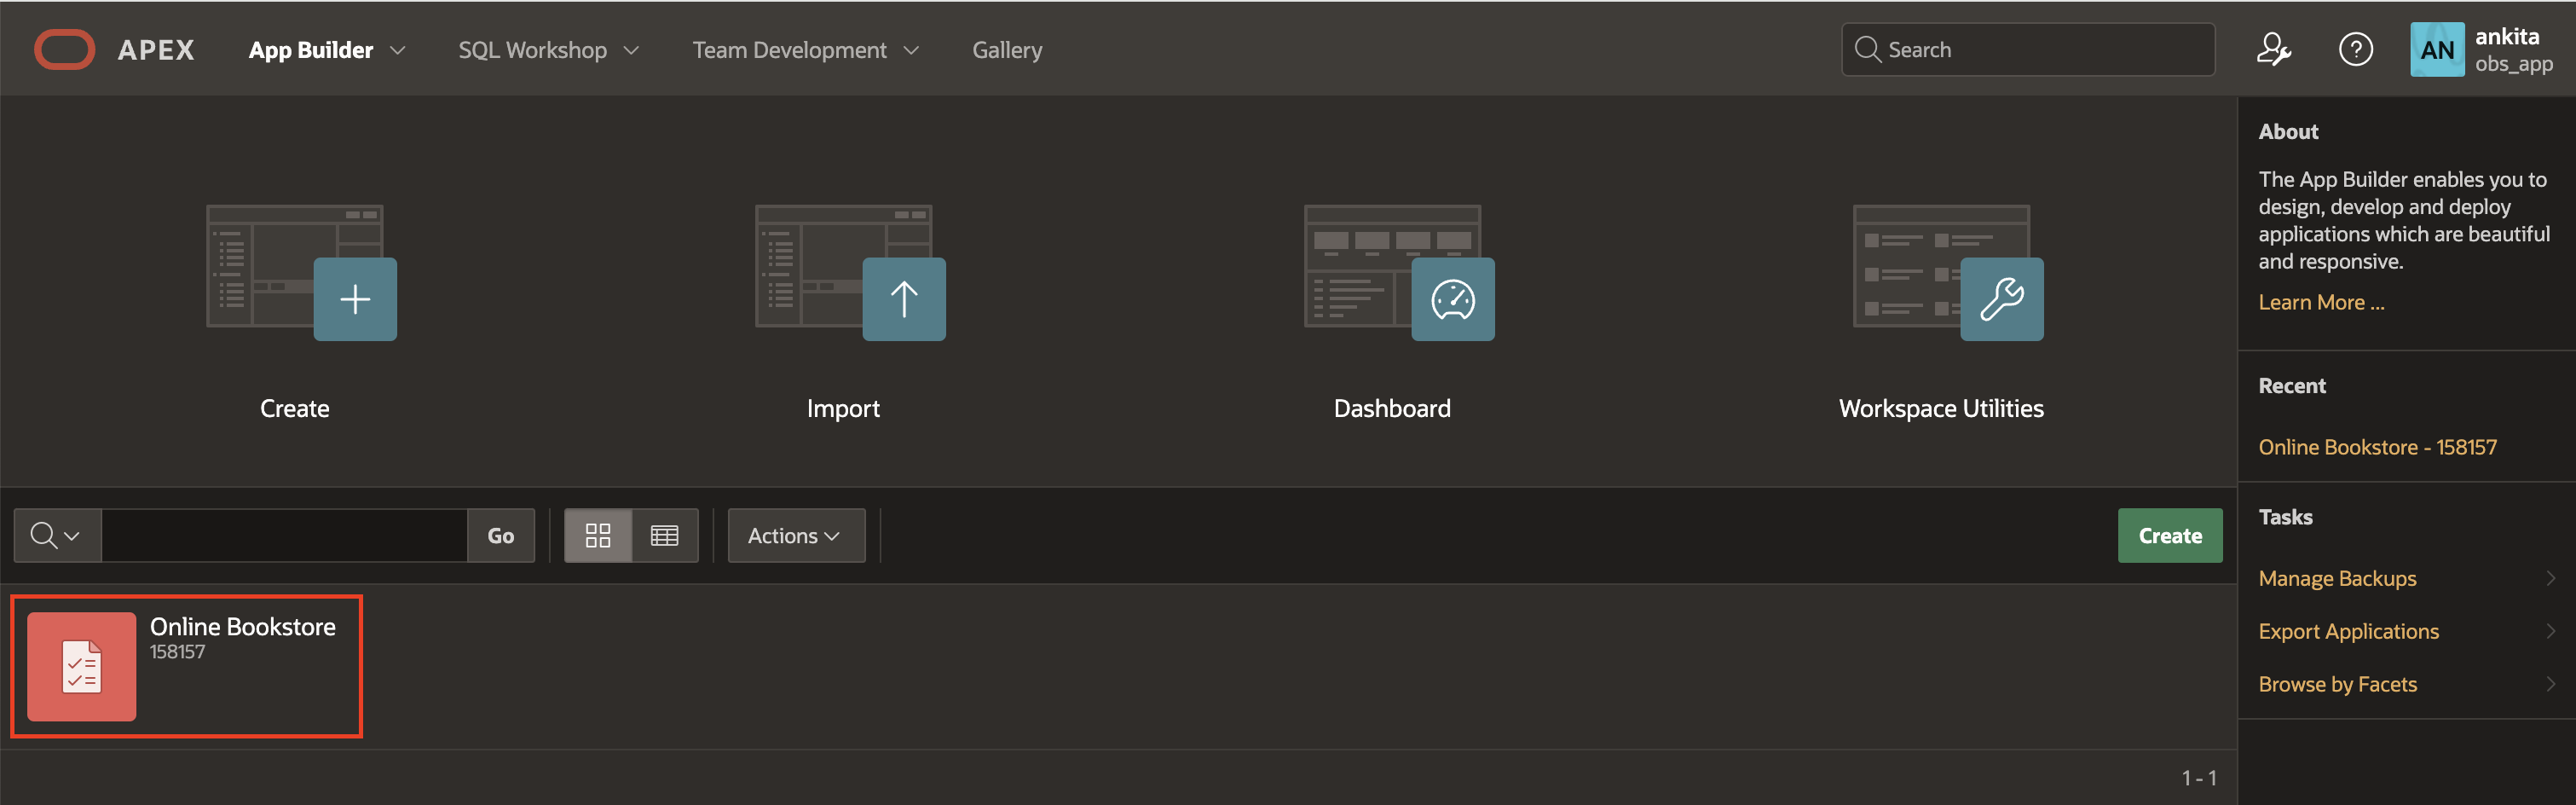 APEX
App Builder
SQL Workshop
Team Development
Gallery
Search
AN
ankita
obs_app
Create
Import
Dashboard
Workspace Utilities
About
The App Builder enables you to
design, develop and deploy
applications which are beautiful
and responsive.
Learn More ...
Recent
Online Bookstore - 158157
Tasks
Manage Backups
Export Applications
Browse by Facets
Go
Actions
Create
Online Bookstore
158157
1 - 1